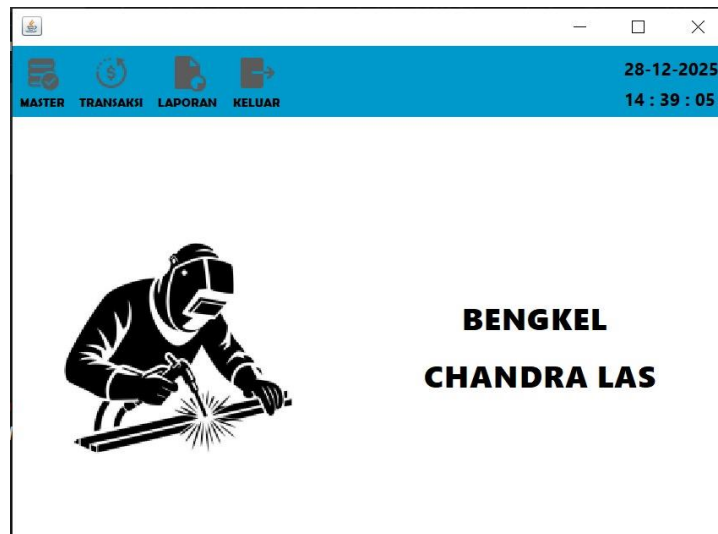 28-12-2025
MASTER TRANSAKSI LAPORAN KELUAR
14 : 39 : 05
BENGKEL
CHANDRA LAS